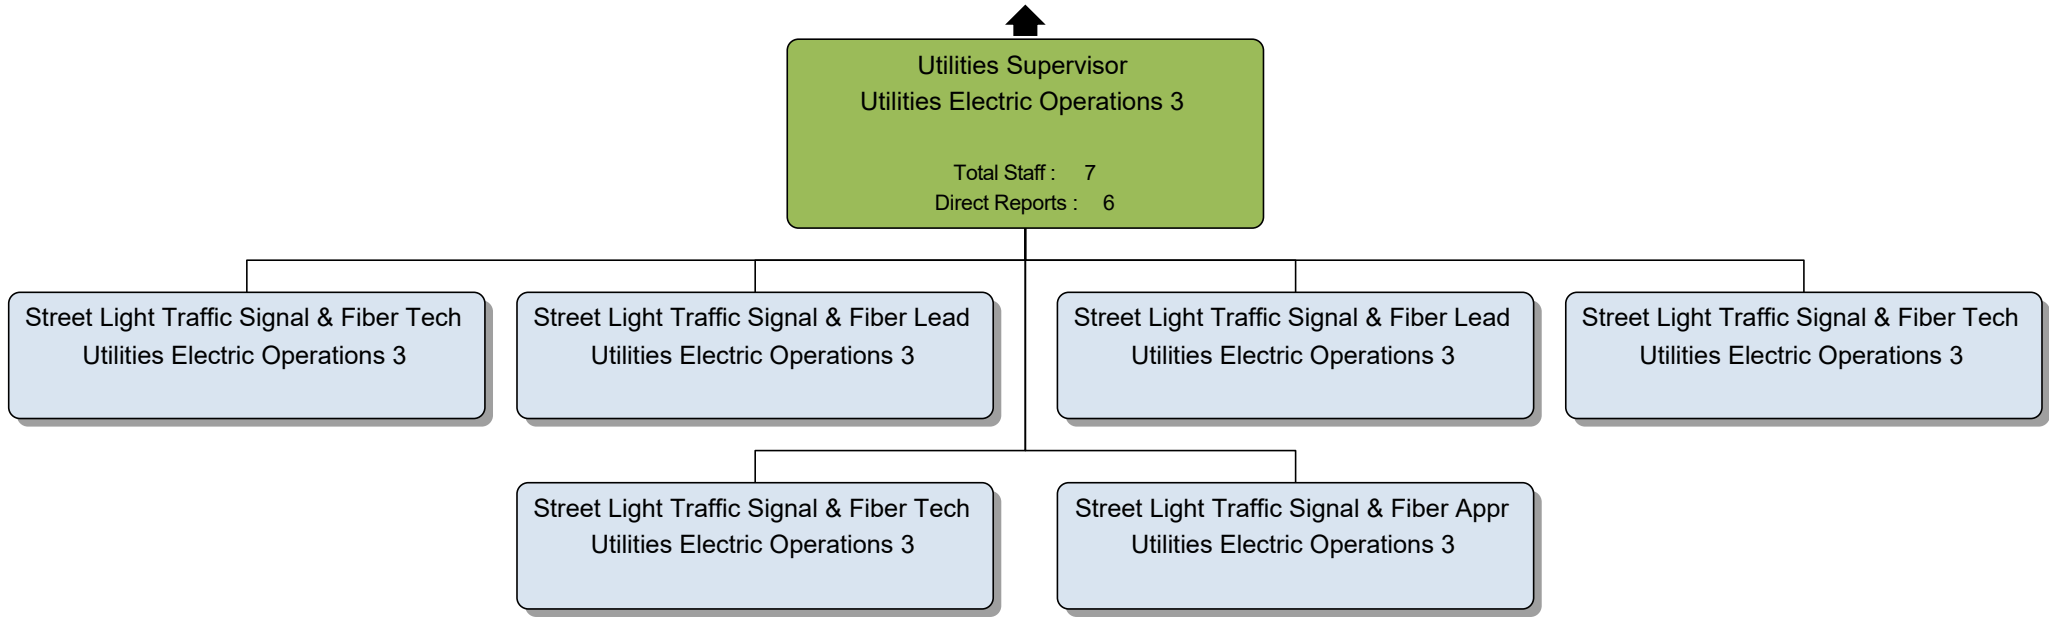 Utilities Supervisor
Utilities Electric Operations 3
Total Staff : 7
Direct Reports : 6
Street Light Traffic Signal & Fiber Tech
Utilities Electric Operations 3
Street Light Traffic Signal & Fiber Lead
Utilities Electric Operations 3
Street Light Traffic Signal & Fiber Lead
Utilities Electric Operations 3
Street Light Traffic Signal & Fiber Tech
Utilities Electric Operations 3
Street Light Traffic Signal & Fiber Tech
Utilities Electric Operations 3
Street Light Traffic Signal & Fiber Appr
Utilities Electric Operations 3